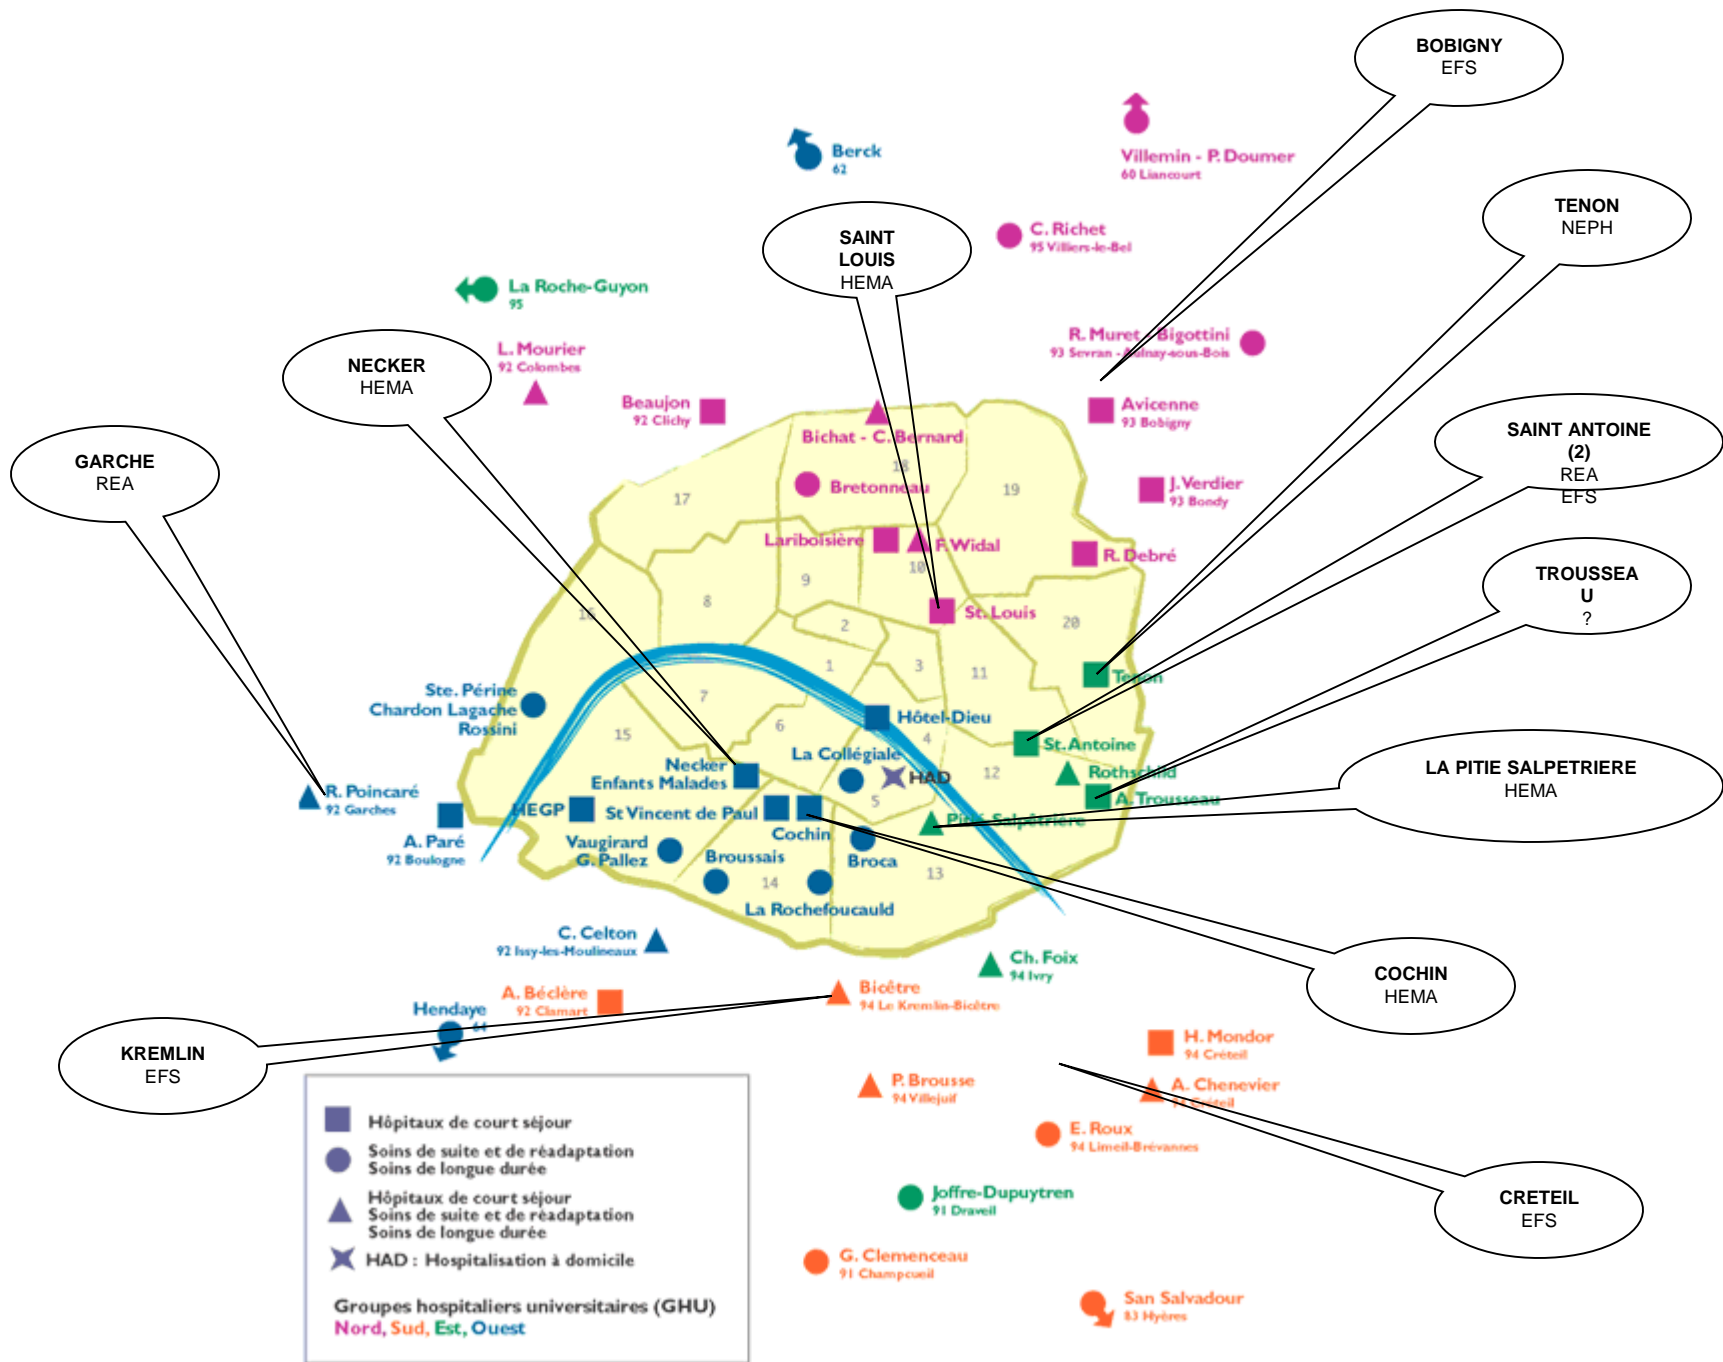 BOBIGNY
EFS
Berck
62
Villemin - P. Doumer
60 Liancourt
TENON
NEPH
SAINT
LOUIS
HEMA
C. Richet
95 Villiers-le-Bel
La Roche-Guyon
95
R. Muret - Bigottini
93 Sevran - Aulnay-sous-Bois
L. Mourier
92 Colombes
NECKER
HEMA
Beaujon
92 Clichy
Avicenne
93 Bobigny
Bichat - C. Bernard
18
SAINT ANTOINE
(2)
REA
EFS
GARCHE
REA
17
Bretonneau
19
J. Verdier
93 Bondy
Lariboisière
F. Widal
10
R. Debré
9
8
TROUSSEA
U
?
16
St. Louis
2
20
1
3
11
Tenon
Ste. Périne
Chardon Lagache
Rossini
7
6
15
Hôtel-Dieu
4
St. Antoine
La Collégiale
HAD
12
Rothschild
Necker
Enfants Malades
5
LA PITIE SALPETRIERE
HEMA
R. Poincaré
92 Garches
A. Trousseau
HEGP
St Vincent de Paul
Cochin
Pitié-Salpêtrière
A. Paré
92 Boulogne
Vaugirard
G. Pallez
Broussais
Broca
14
13
La Rochefoucauld
C. Celton
92 Issy-les-Moulineaux
Ch. Foix
94 Ivry
COCHIN
HEMA
A. Béclère
92 Clamart
Bicêtre
94 Le Kremlin-Bicêtre
Hendaye
64
KREMLIN
EFS
H. Mondor
94 Créteil
P. Brousse
94 Villejuif
A. Chenevier
94 Créteil
E. Roux
94 Limeil-Brévannes
CRETEIL
EFS
Joffre-Dupuytren
91 Draveil
G. Clemenceau
91 Champcueil
San Salvadour
83 Hyères
Hôpitaux de court séjour
Soins de suite et de réadaptation
Soins de longue durée
Hôpitaux de court séjour
Soins de suite et de réadaptation
Soins de longue durée
HAD : Hospitalisation à domicile
Groupes hospitaliers universitaires (GHU)
Nord, Sud, Est, Ouest